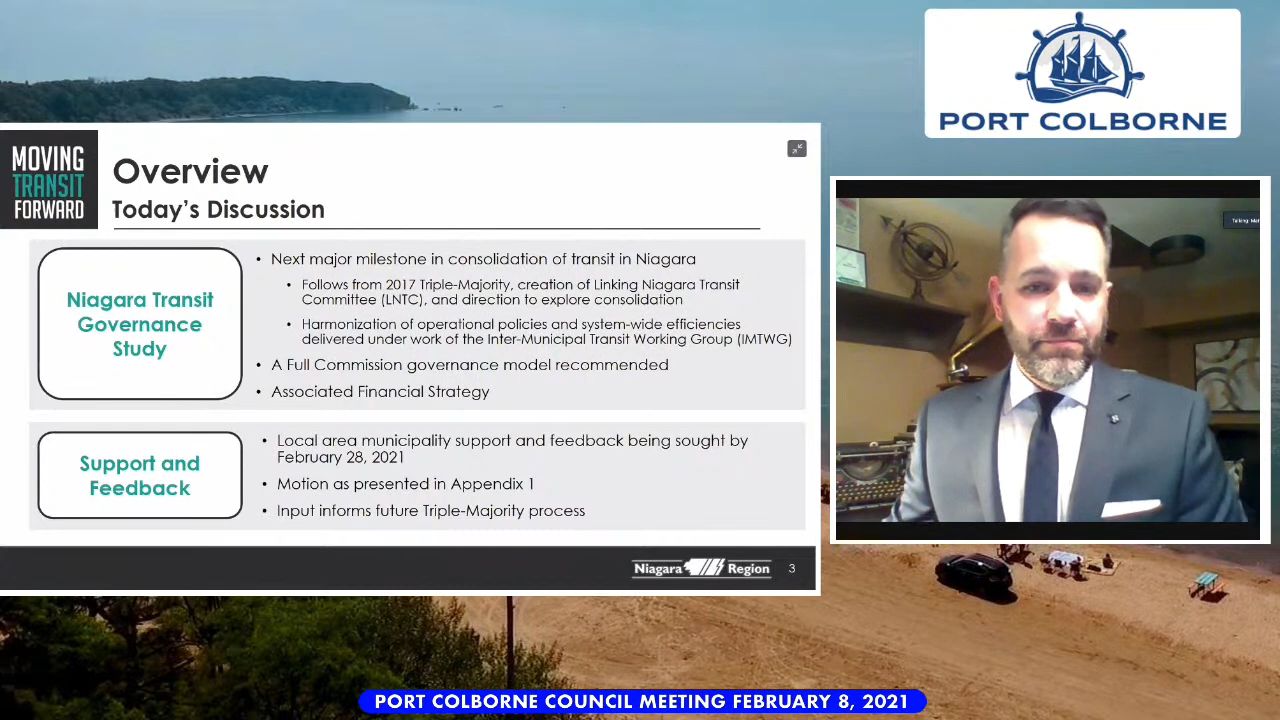 PORT COLBORNE
MOVING
TRANSIT
FORWARD
Overview
Today's Discussion
Niagara Transit
Governance
Study
• Next major milestone in consolidation of transit in Niagara
• Follows from 2017 Triple-Majority, creation of Linking Niagara Transit
Committee (LNTC), and direction to explore consolidation
• Harmonization of operational policies and system-wide efficiencies
delivered under work of the Inter-Municipal Transit Working Group (IMTWG)
• A Full Commission governance model recommended
• Associated Financial Strategy
Support and
Feedback
• Local area municipality support and feedback being sought by
February 28, 2021
• Motion as presented in Appendix 1
• Input informs future Triple-Majority process
Niagara Region
3
Talking: Mat
PORT COLBORNE COUNCIL MEETING FEBRUARY 8, 2021